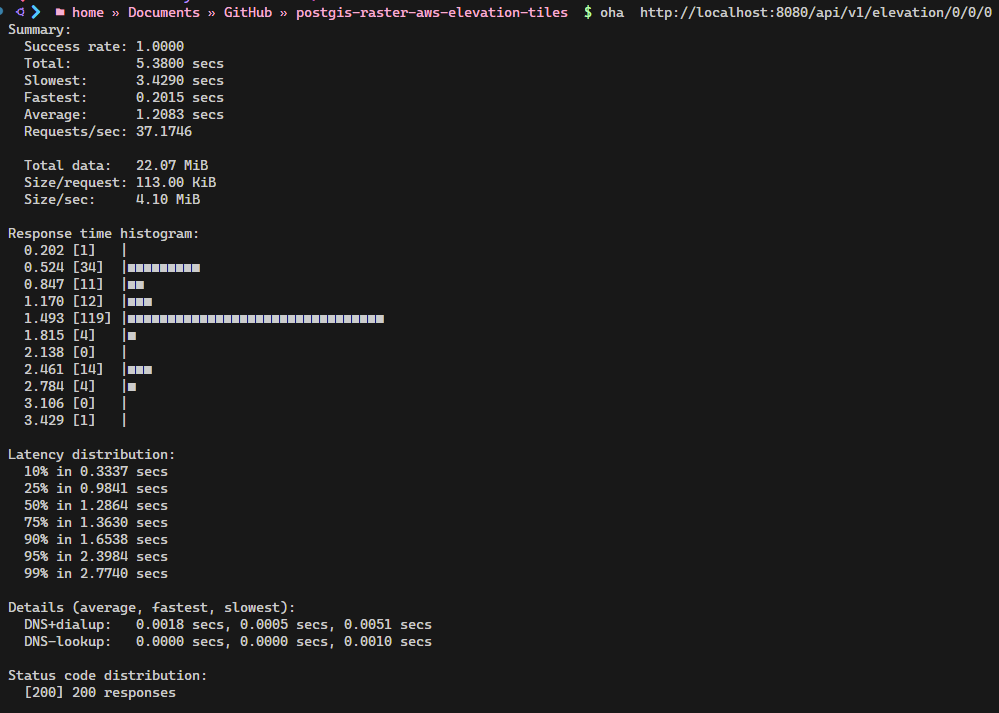 home » Documents » GitHub » postgis-raster-aws-elevation-tiles $ oha http://localhost:8080/api/v1/elevation/0/0/0
Summary:
Success rate: 1.0000
Total: 5.3800 secs
Slowest: 3.4290 secs
Fastest: 0.2015 secs
Average: 1.2083 secs
Requests/sec: 37.1746
Total data: 22.07 MiB
Size/request: 113.00 KiB
Size/sec: 4.10 MiB
Response time histogram:
0.202 [1] |
0.524 [34] |■■■■■■■■■
0.847 [11] |■■
1.170 [12] |■■■
1.493 [119] |■■■■■■■■■■■■■■■■■■■■■■■■■■■■■■■■
1.815 [4] |■
2.138 [0] |
2.461 [14] |■■■
2.784 [4] |■
3.106 [0] |
3.429 [1] |
Latency distribution:
10% in 0.3337 secs
25% in 0.9841 secs
50% in 1.2864 secs
75% in 1.3630 secs
90% in 1.6538 secs
95% in 2.3984 secs
99% in 2.7740 secs
Details (average, fastest, slowest):
DNS+dialup: 0.0018 secs, 0.0005 secs, 0.0051 secs
DNS-lookup: 0.0000 secs, 0.0000 secs, 0.0010 secs
Status code distribution:
[200] 200 responses